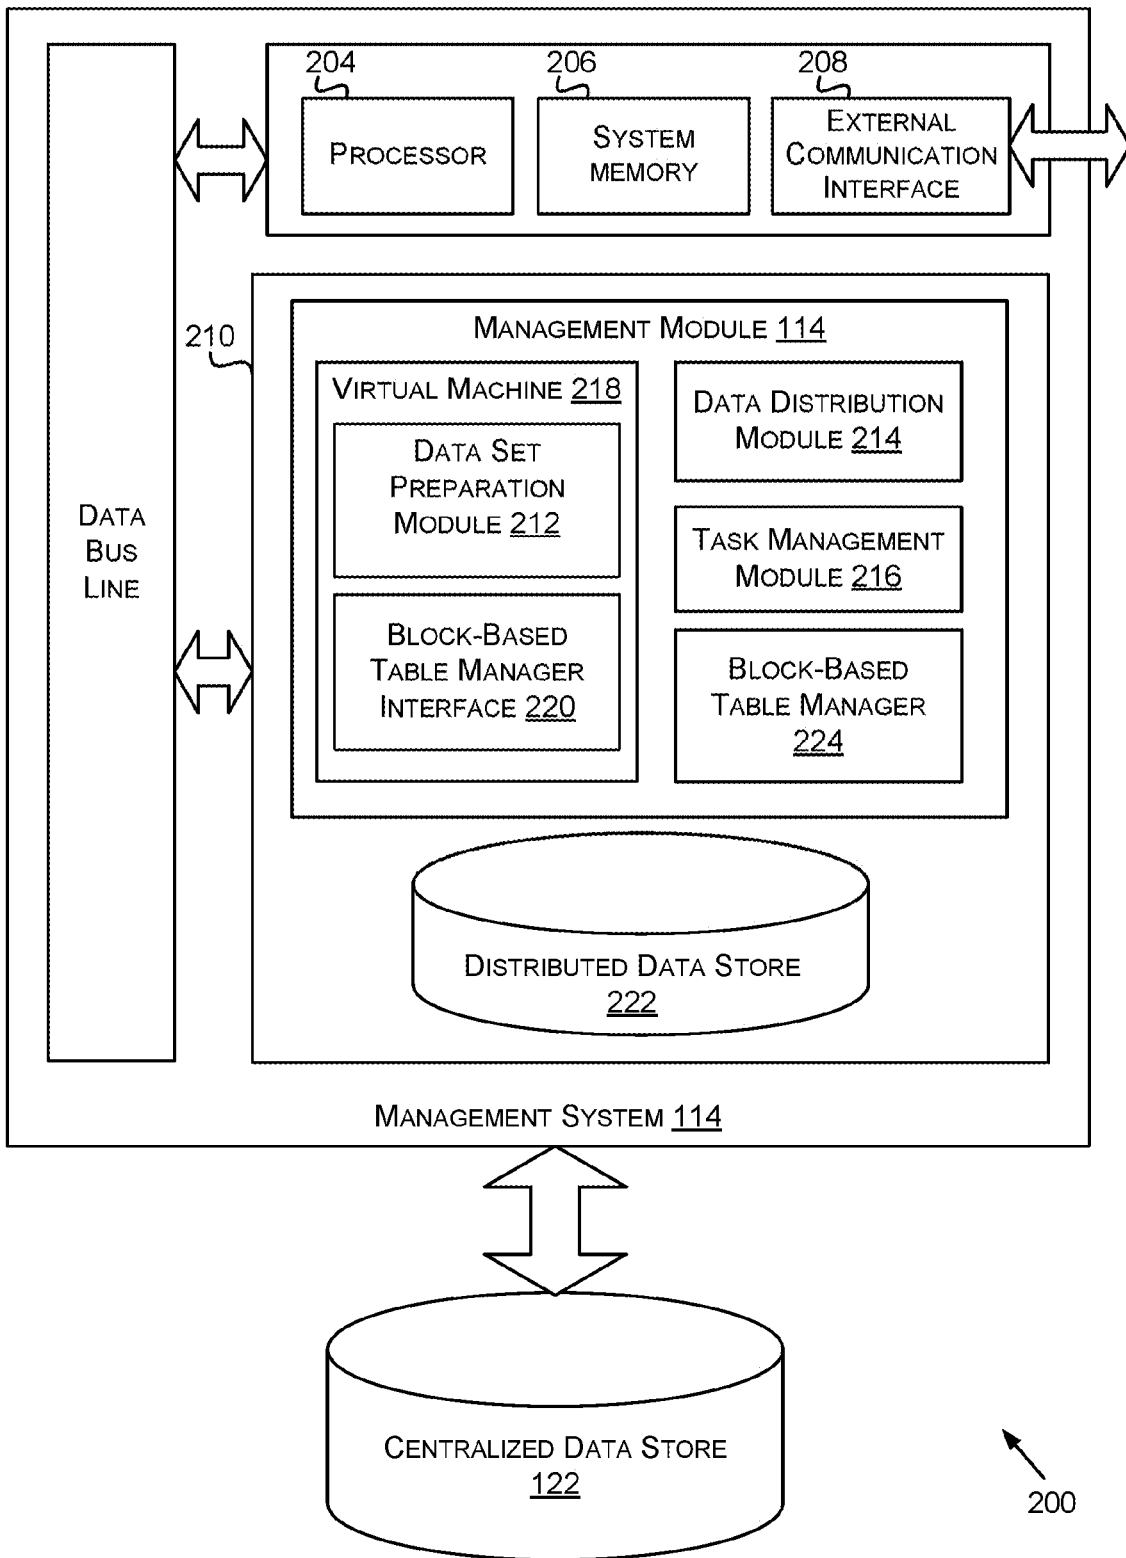 204
206
208
PROCESSOR
SYSTEM
MEMORY
EXTERNAL
COMMUNICATION
INTERFACE
210
MANAGEMENT MODULE 114
VIRTUAL MACHINE 218
DATA SET
PREPARATION
MODULE 212
BLOCK-BASED
TABLE MANAGER
INTERFACE 220
DATA DISTRIBUTION
MODULE 214
TASK MANAGEMENT
MODULE 216
BLOCK-BASED
TABLE MANAGER
224
DATA
BUS
LINE
DISTRIBUTED DATA STORE
222
MANAGEMENT SYSTEM 114
CENTRALIZED DATA STORE
122
200